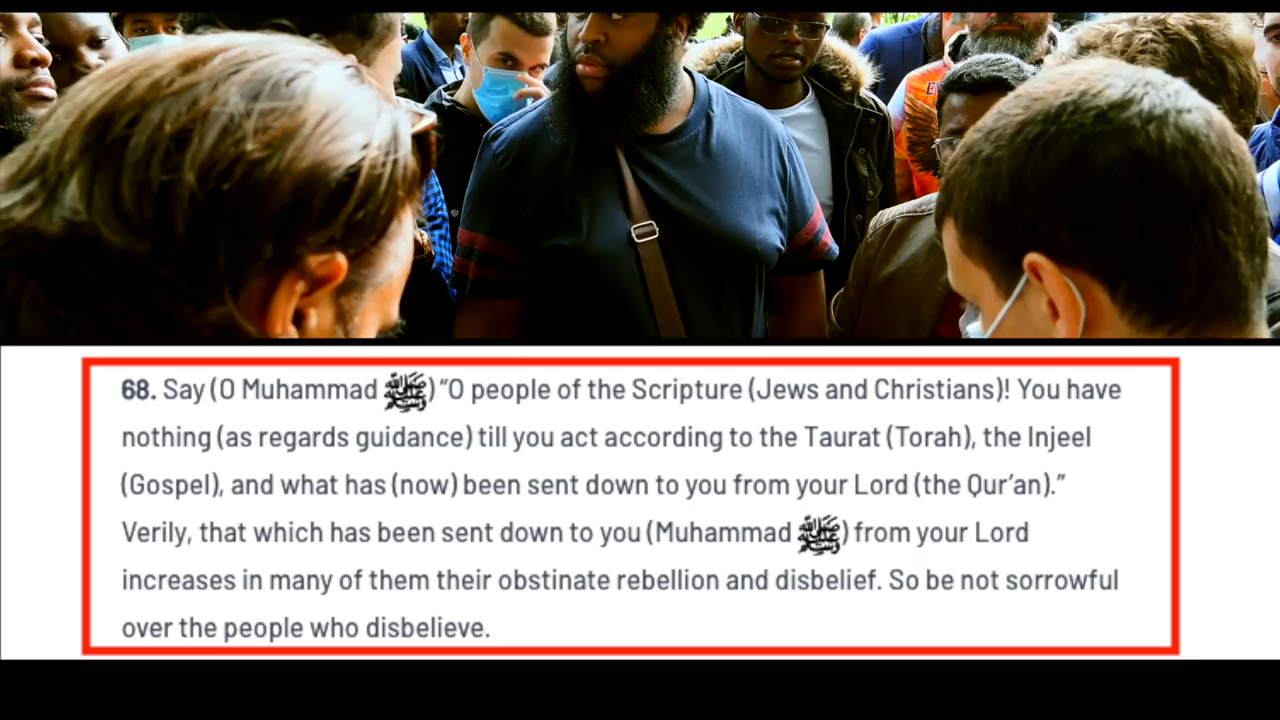 68. Say (O Muhammad ﷺ) “O people of the Scripture (Jews and Christians)! You have
nothing (as regards guidance) till you act according to the Taurat (Torah), the Injeel
(Gospel), and what has (now) been sent down to you from your Lord (the Qur’an).”
Verily, that which has been sent down to you (Muhammad ﷺ) from your Lord
increases in many of them their obstinate rebellion and disbelief. So be not sorrowful
over the people who disbelieve.